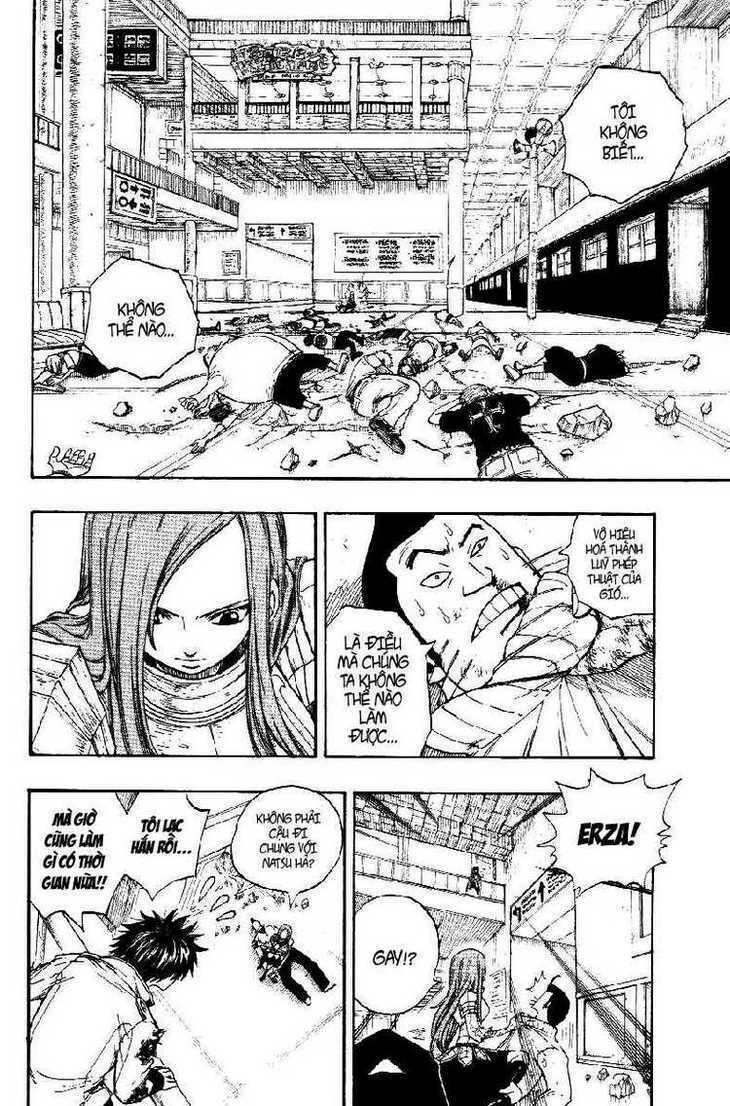 TÔI
KHÔNG
BIẾT...
KHÔNG
THỂ NÀO...
VÔ HIỆU
HOÁ THÀNH
LUỸ PHÉP
THUẬT CỦA
GIÓ...
LÀ ĐIỀU
MÀ CHÚNG
TA KHÔNG
THỂ NÀO
LÀM
ĐƯỢC...
ERZA!
GAY!?
KHÔNG PHẢI
CẬU ĐI
CHUNG VỚI
NATSU HẢ?
TÔI LẠC
HẮN RỒI...
MÀ GIỜ
CŨNG LÀM
GÌ CÓ THỜI
GIAN NỮA!!